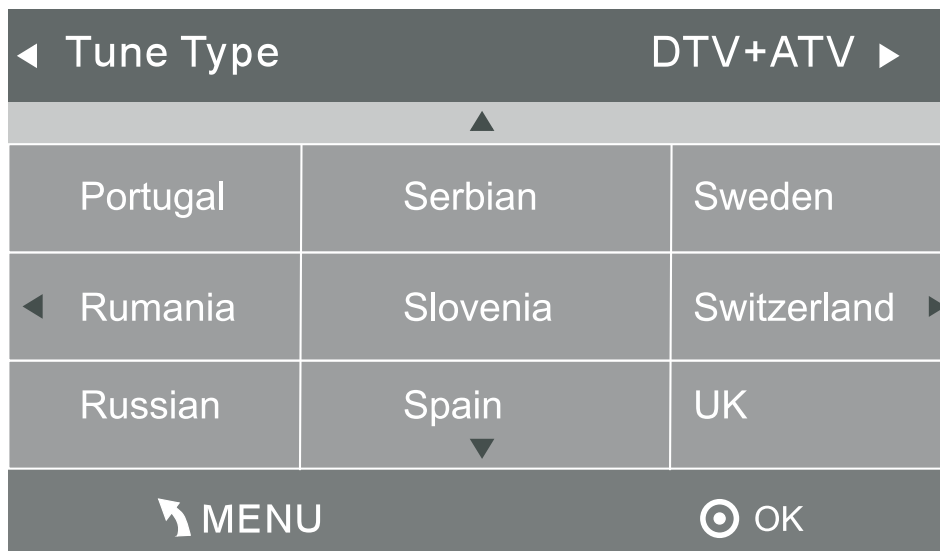 Tune Type DTV+ATV
Portugal Serbian Sweden
Rumania Slovenia Switzerland
Russian Spain UK
MENU OK